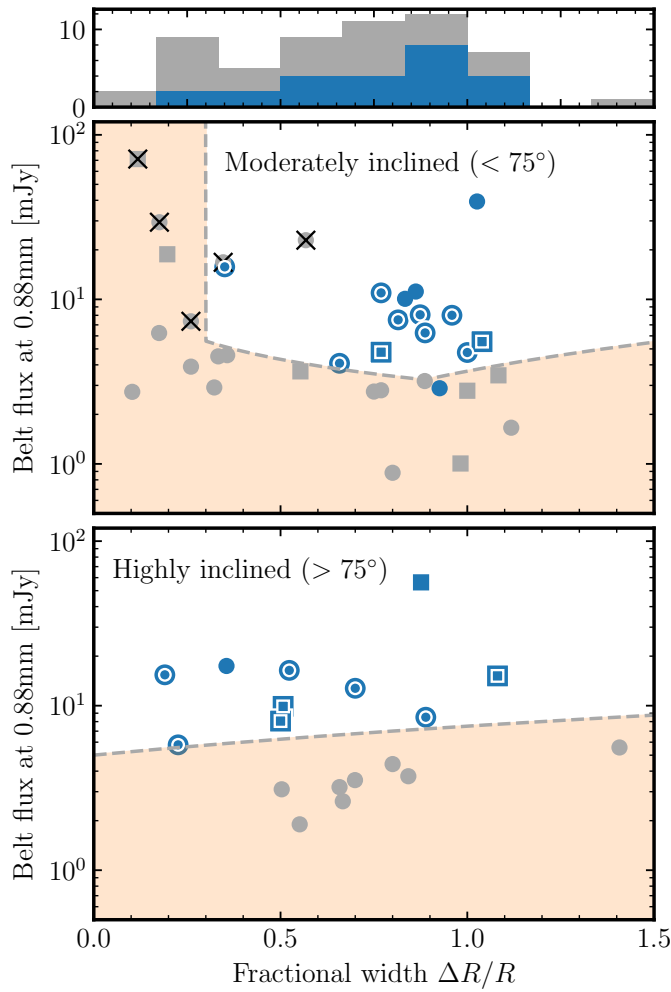 10
0
10²
Moderately inclined (< 75°)
10¹
10⁰
Belt flux at 0.88mm [mJy]
10²
Highly inclined (> 75°)
10¹
10⁰
Belt flux at 0.88mm [mJy]
0.0 0.5 1.0 1.5
Fractional width ΔR/R